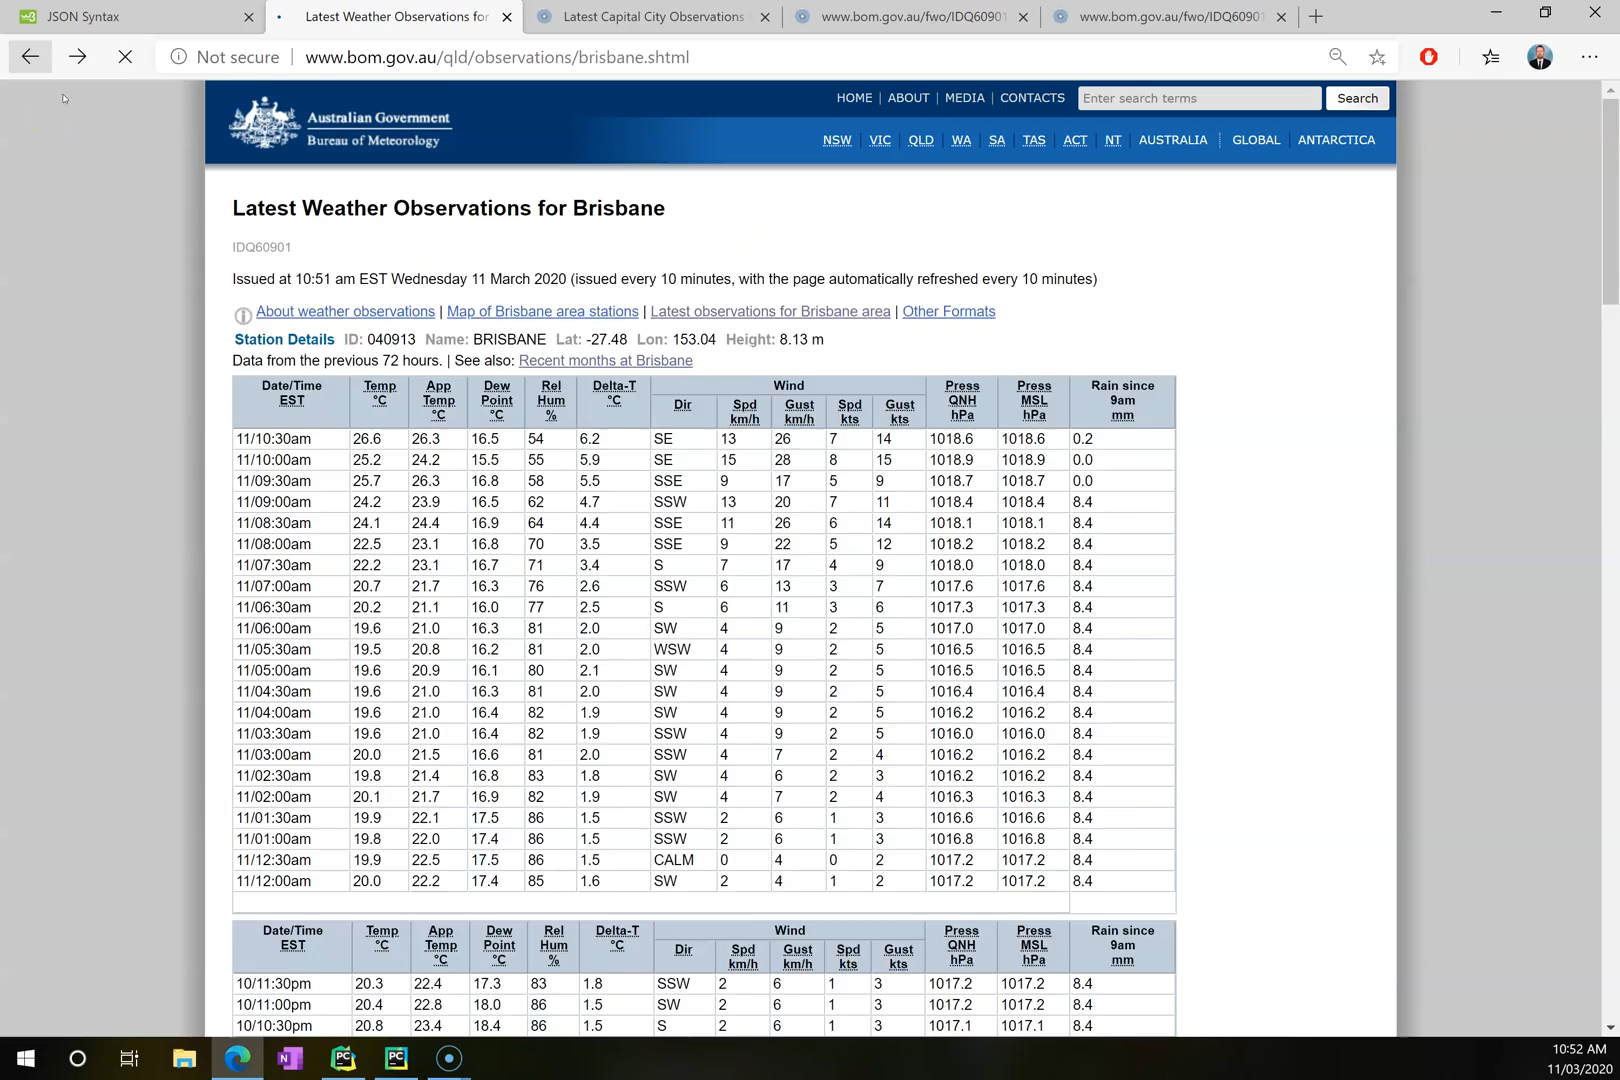 JSON Syntax
Latest Weather Observations for
Latest Capital City Observations
www.bom.gov.au/fwo/IDQ60901
www.bom.gov.au/fwo/IDQ60901
Not secure
www.bom.gov.au/qld/observations/brisbane.shtml
HOME | ABOUT | MEDIA | CONTACTS
Enter search terms
Search
Australian Government
Bureau of Meteorology
NSW | VIC | QLD | WA | SA | TAS | ACT | NT | AUSTRALIA | GLOBAL | ANTARCTICA
Latest Weather Observations for Brisbane
IDQ60901
Issued at 10:51 am EST Wednesday 11 March 2020 (issued every 10 minutes, with the page automatically refreshed every 10 minutes)
About weather observations | Map of Brisbane area stations | Latest observations for Brisbane area | Other Formats
Station Details ID: 040913 Name: BRISBANE Lat: -27.48 Lon: 153.04 Height: 8.13 m
Data from the previous 72 hours. | See also: Recent months at Brisbane
Date/Time Temp App Dew Rel Delta-T Wind Press Press Rain since
EST °C Temp Point Hum °C Dir Spd Gust Spd Gust QNH MSL 9am
°C °C % km/h km/h kts kts hPa hPa mm
11/10:30am 26.6 26.3 16.5 54 6.2 SE 13 26 7 14 1018.6 1018.6 0.2
11/10:00am 25.2 24.2 15.5 55 5.9 SE 15 28 8 15 1018.9 1018.9 0.0
11/09:30am 25.7 26.3 16.8 58 5.5 SSE 9 17 5 9 1018.7 1018.7 0.0
11/09:00am 24.2 23.9 16.5 62 4.7 SSW 13 20 7 11 1018.4 1018.4 8.4
11/08:30am 24.1 24.4 16.9 64 4.4 SSE 11 26 6 14 1018.1 1018.1 8.4
11/08:00am 22.5 23.1 16.8 70 3.5 SSE 9 22 5 12 1018.2 1018.2 8.4
11/07:30am 22.2 23.1 16.7 71 3.4 S 7 17 4 9 1018.0 1018.0 8.4
11/07:00am 20.7 21.7 16.3 76 2.6 SSW 6 13 3 7 1017.6 1017.6 8.4
11/06:30am 20.2 21.1 16.0 77 2.5 S 6 11 3 6 1017.3 1017.3 8.4
11/06:00am 19.6 21.0 16.3 81 2.0 SW 4 9 2 5 1017.0 1017.0 8.4
11/05:30am 19.5 20.8 16.2 81 2.0 WSW 4 9 2 5 1016.5 1016.5 8.4
11/05:00am 19.6 20.9 16.1 80 2.1 SW 4 9 2 5 1016.5 1016.5 8.4
11/04:30am 19.6 21.0 16.3 81 2.0 SW 4 9 2 5 1016.4 1016.4 8.4
11/04:00am 19.6 21.0 16.4 82 1.9 SW 4 9 2 5 1016.2 1016.2 8.4
11/03:30am 19.6 21.0 16.4 82 1.9 SSW 4 9 2 5 1016.0 1016.0 8.4
11/03:00am 20.0 21.5 16.6 81 2.0 SSW 4 7 2 4 1016.2 1016.2 8.4
11/02:30am 19.8 21.4 16.8 83 1.8 SW 4 6 2 3 1016.2 1016.2 8.4
11/02:00am 20.1 21.7 16.9 82 1.9 SW 4 7 2 4 1016.3 1016.3 8.4
11/01:30am 19.9 22.1 17.5 86 1.5 SSW 2 6 1 3 1016.6 1016.6 8.4
11/01:00am 19.8 22.0 17.4 86 1.5 SSW 2 6 1 3 1016.8 1016.8 8.4
11/12:30am 19.9 22.5 17.5 86 1.5 CALM 0 4 0 2 1017.2 1017.2 8.4
11/12:00am 20.0 22.2 17.4 85 1.6 SW 2 4 1 2 1017.2 1017.2 8.4
Date/Time Temp App Dew Rel Delta-T Wind Press Press Rain since
EST °C Temp Point Hum °C Dir Spd Gust Spd Gust QNH MSL 9am
°C °C % km/h km/h kts kts hPa hPa mm
10/11:30pm 20.3 22.4 17.3 83 1.8 SSW 2 6 1 3 1017.2 1017.2 8.4
10/11:00pm 20.4 22.8 18.0 86 1.5 SW 2 6 1 3 1017.2 1017.2 8.4
10/10:30pm 20.8 23.4 18.4 86 1.5 S 2 6 1 3 1017.1 1017.1 8.4
10:52 AM
11/03/2020